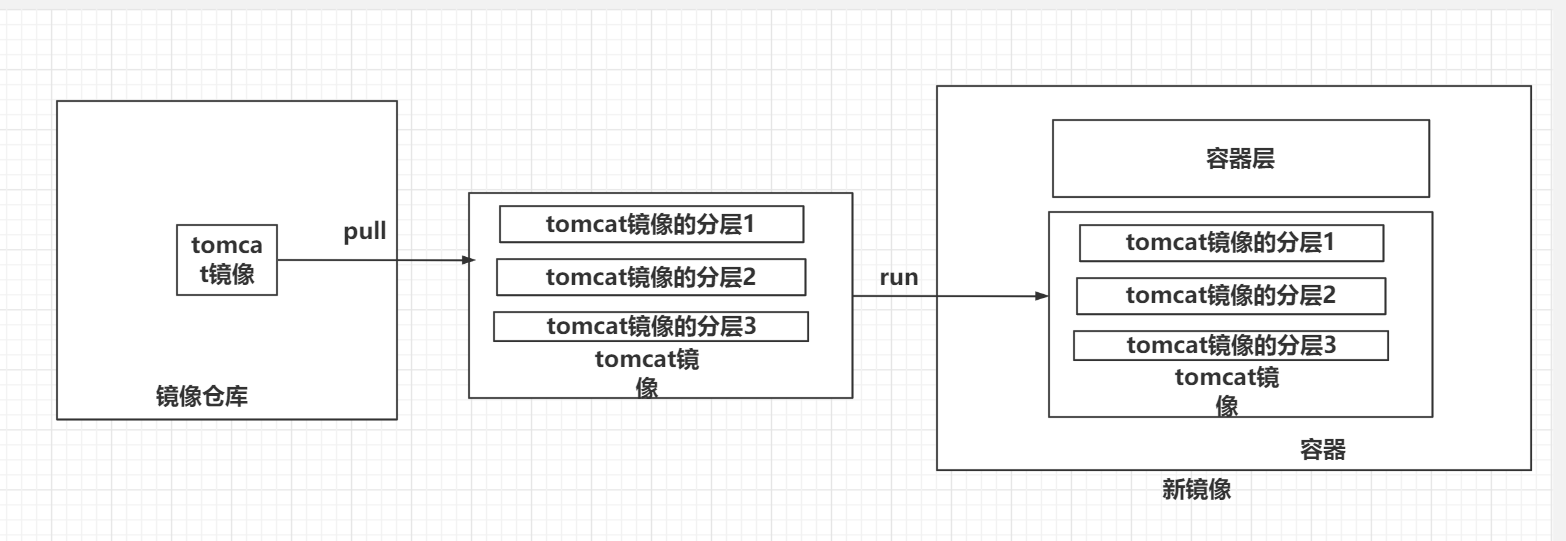 tomca
t镜像
镜像仓库
pull
tomcat镜像的分层1
tomcat镜像的分层2
tomcat镜像的分层3
tomcat镜
像
run
容器层
tomcat镜像的分层1
tomcat镜像的分层2
tomcat镜像的分层3
tomcat镜
像
容器
新镜像